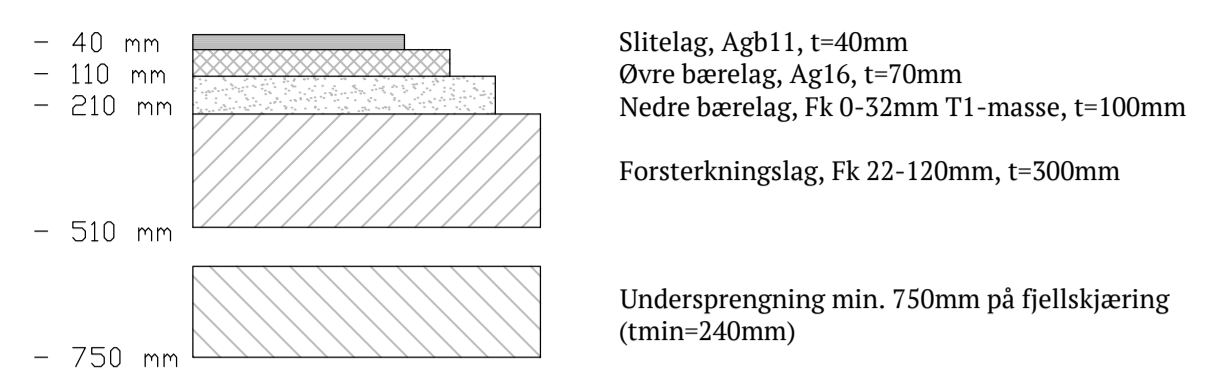 - 40 mm Slitelag, Agb11, t=40mm
- 110 mm Øvre bærelag, Ag16, t=70mm
- 210 mm Nedre bærelag, Fk 0-32mm T1-masse, t=100mm
Forsterkningslag, Fk 22-120mm, t=300mm
- 510 mm
Undersprengning min. 750mm på fjellskjæring
(tmin=240mm)
- 750 mm